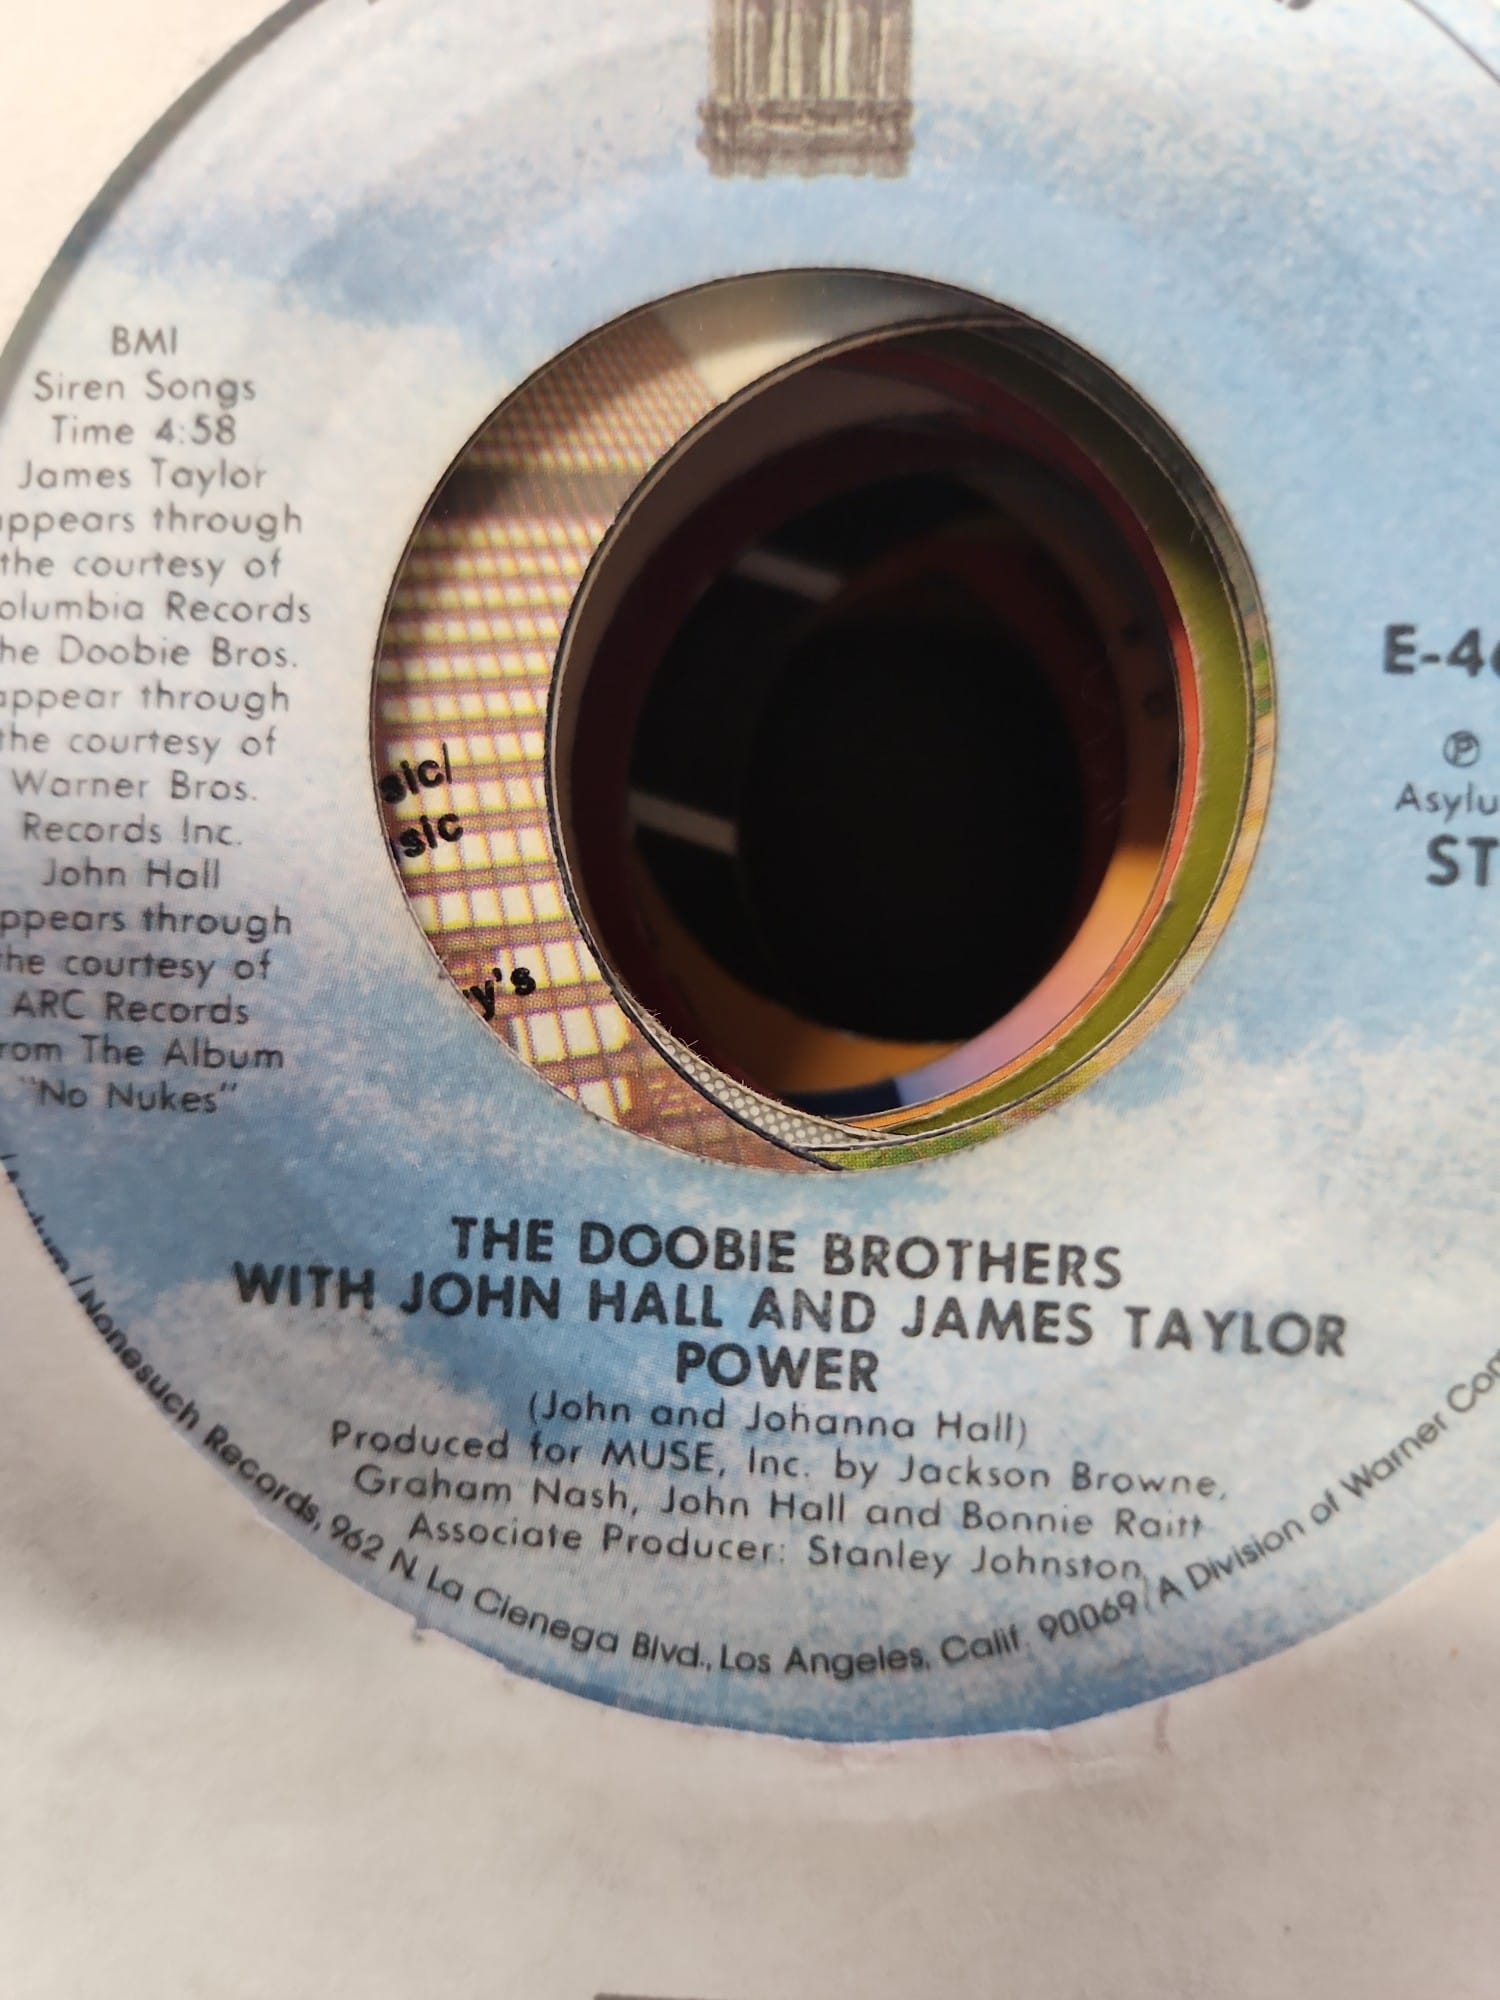 BMI
Siren Songs
Time 4:58
James Taylor
appears through
the courtesy of
olumbia Records
he Doobie Bros.
appear through
the courtesy of
Warner Bros.
Records Inc.
John Hall
ppears through
he courtesy of
ARC Records
rom The Album
"No Nukes"
E-46
℗
Asylu
ST
sic/
sic
y's
THE DOOBIE BROTHERS
WITH JOHN HALL AND JAMES TAYLOR
POWER
(John and Johanna Hall)
Produced for MUSE, Inc. by Jackson Browne,
Graham Nash, John Hall and Bonnie Raitt
Associate Producer: Stanley Johnston
/Nonesuch Records, 962 N. La Cienega Blvd., Los Angeles, Calif. 90069/A Division of Warner Com